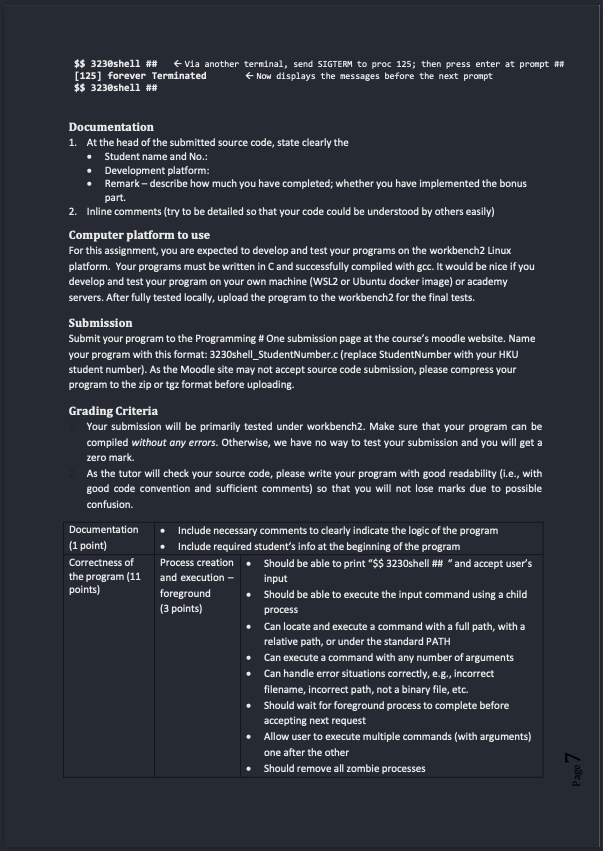 $$ 3230shell ## ← Via another terminal, send SIGTERM to proc 125; then press enter at prompt ##
[125] forever Terminated ← Now displays the messages before the next prompt
$$ 3230shell ##
Documentation
1. At the head of the submitted source code, state clearly the
• Student name and No.:
• Development platform:
• Remark – describe how much you have completed; whether you have implemented the bonus
part.
2. Inline comments (try to be detailed so that your code could be understood by others easily)
Computer platform to use
For this assignment, you are expected to develop and test your programs on the workbench2 Linux
platform. Your programs must be written in C and successfully compiled with gcc. It would be nice if you
develop and test your program on your own machine (WSL2 or Ubuntu docker image) or academy
servers. After fully tested locally, upload the program to the workbench2 for the final tests.
Submission
Submit your program to the Programming # One submission page at the course’s moodle website. Name
your program with this format: 3230shell_StudentNumber.c (replace StudentNumber with your HKU
student number). As the Moodle site may not accept source code submission, please compress your
program to the zip or tgz format before uploading.
Grading Criteria
1. Your submission will be primarily tested under workbench2. Make sure that your program can be
compiled without any errors. Otherwise, we have no way to test your submission and you will get a
zero mark.
2. As the tutor will check your source code, please write your program with good readability (i.e., with
good code convention and sufficient comments) so that you will not lose marks due to possible
confusion.
Documentation
(1 point)
• Include necessary comments to clearly indicate the logic of the program
• Include required student’s info at the beginning of the program
Correctness of
the program (11
points)
Process creation
and execution –
foreground
(3 points)
• Should be able to print “$$ 3230shell ## “ and accept user’s
input
• Should be able to execute the input command using a child
process
• Can locate and execute a command with a full path, with a
relative path, or under the standard PATH
• Can execute a command with any number of arguments
• Can handle error situations correctly, e.g., incorrect
filename, incorrect path, not a binary file, etc.
• Should wait for foreground process to complete before
accepting next request
• Allow user to execute multiple commands (with arguments)
one after the other
• Should remove all zombie processes
Page 7